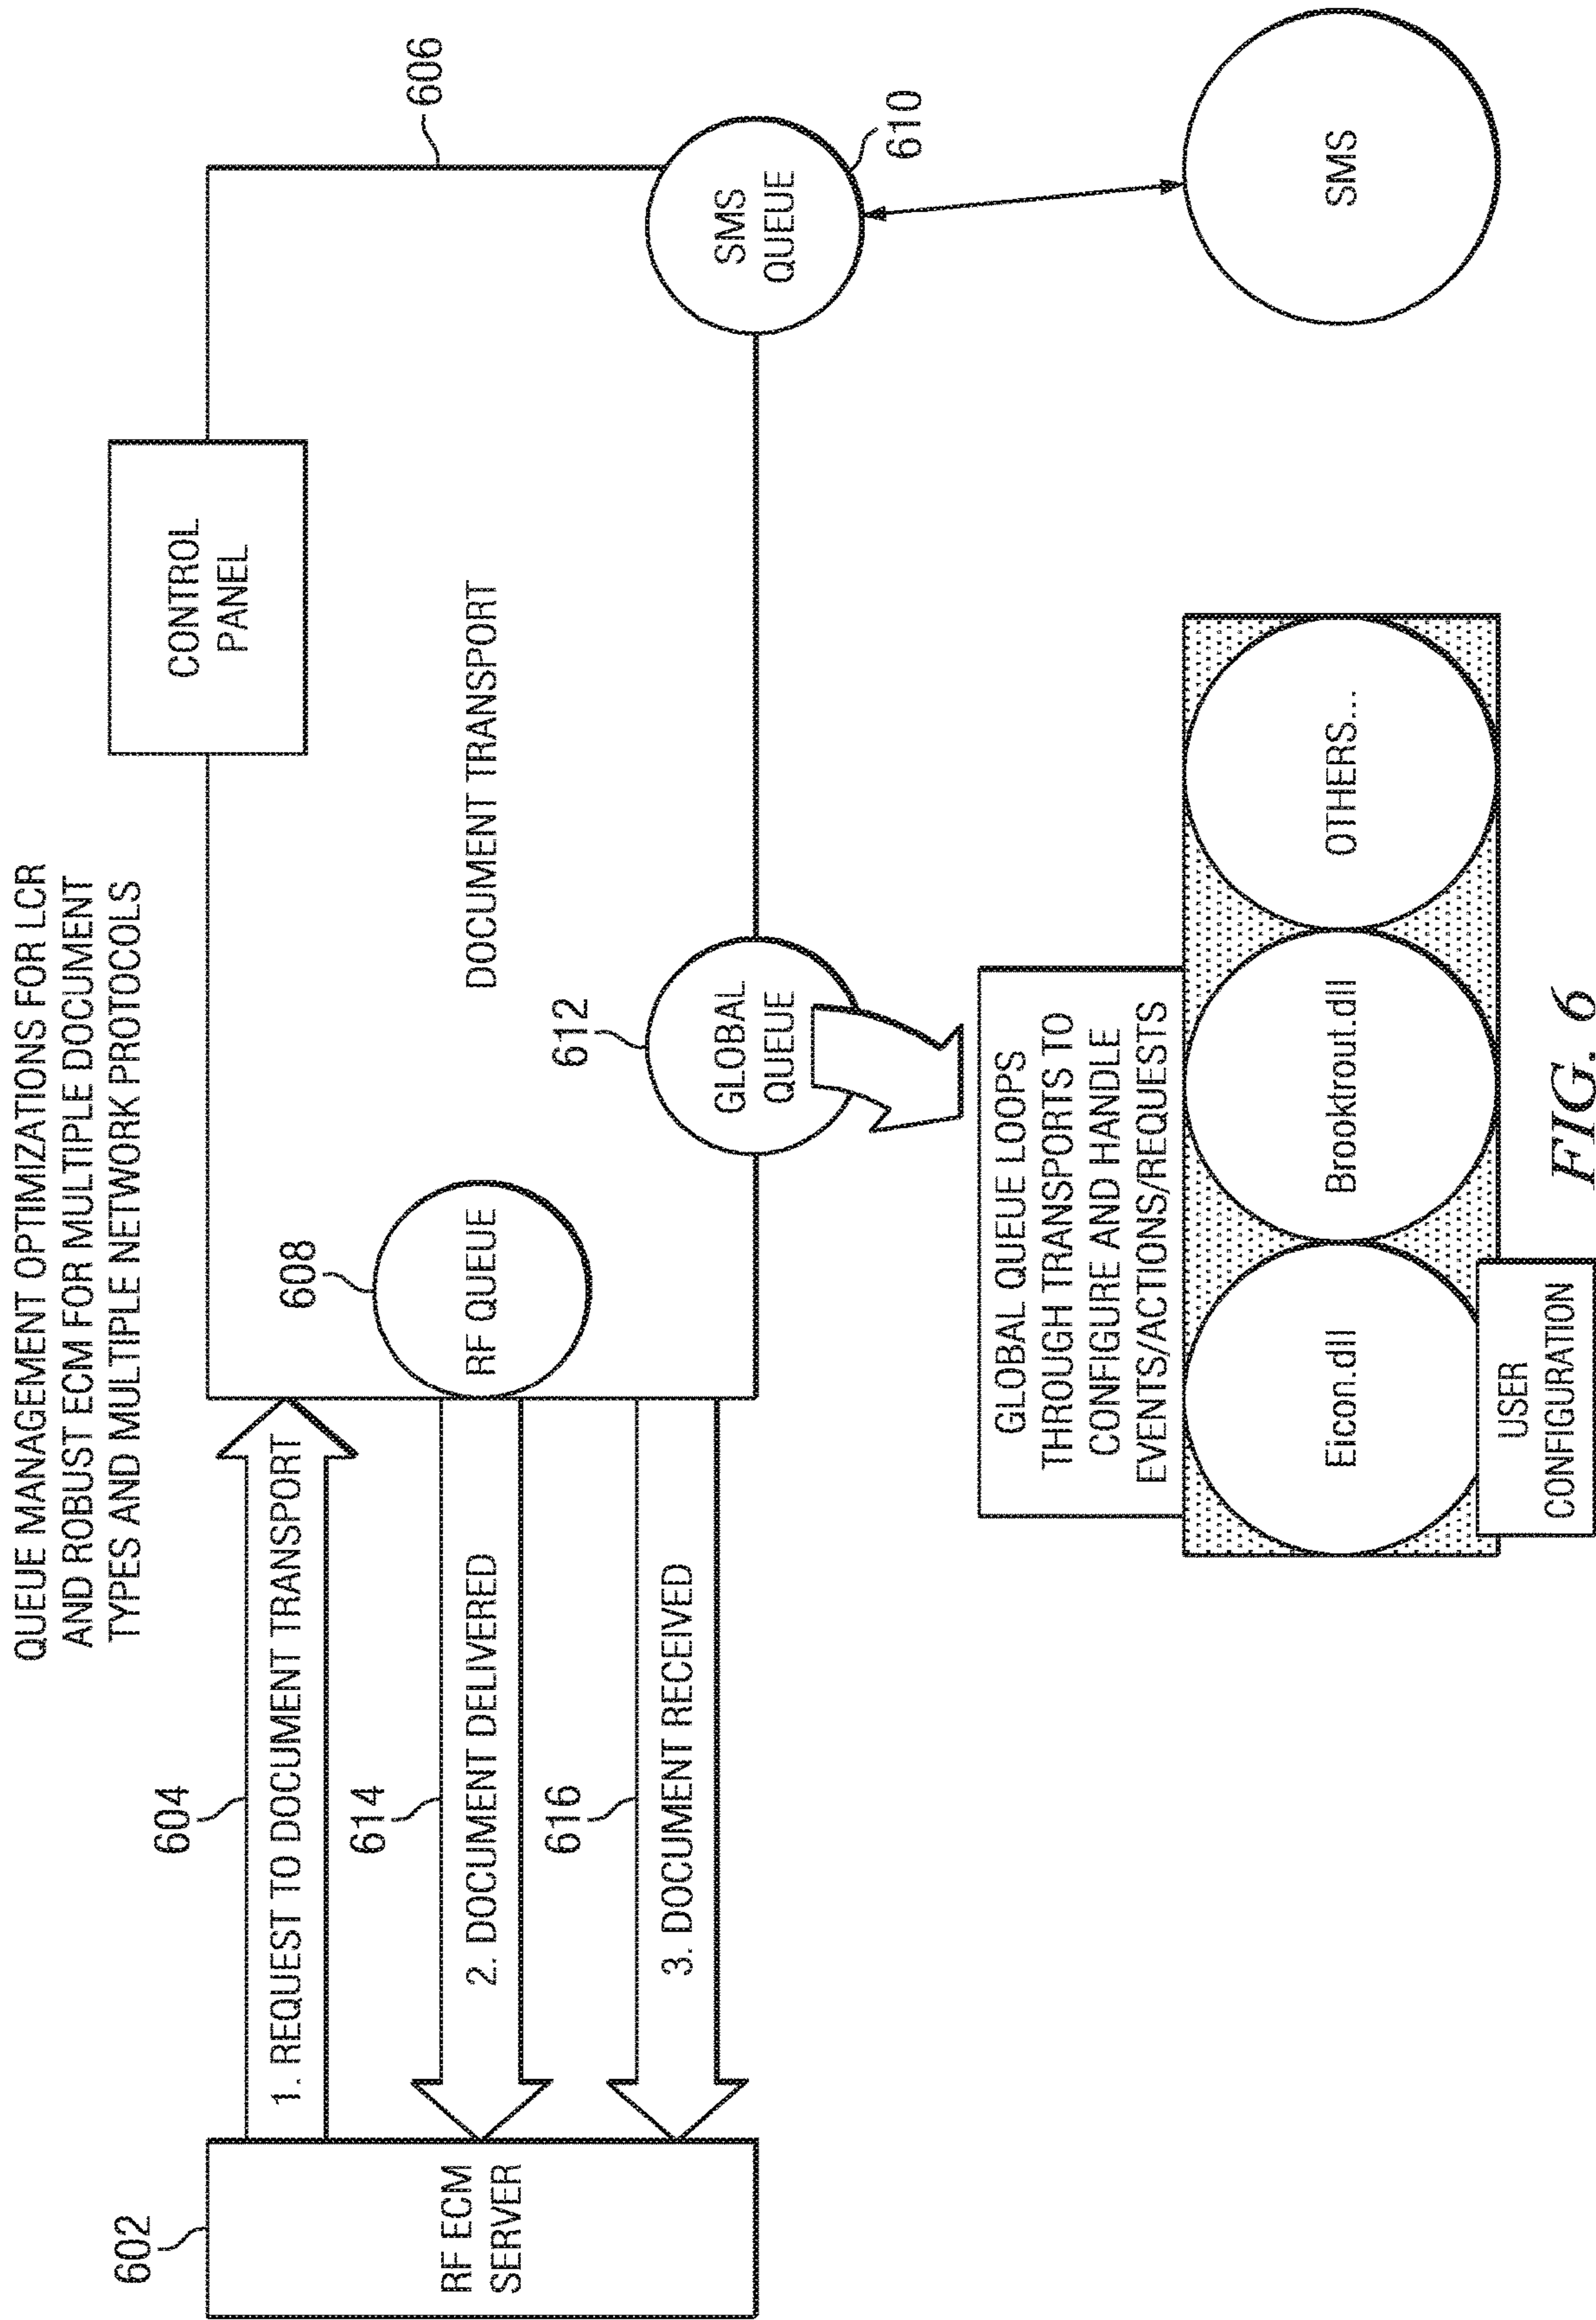 QUEUE MANAGEMENT OPTIMIZATIONS FOR LCR
AND ROBUST ECM FOR MULTIPLE DOCUMENT
TYPES AND MULTIPLE NETWORK PROTOCOLS
602
RF ECM
SERVER
604
1. REQUEST TO DOCUMENT TRANSPORT
614
2. DOCUMENT DELIVERED
616
3. DOCUMENT RECEIVED
CONTROL
PANEL
606
608
RF QUEUE
DOCUMENT TRANSPORT
612
GLOBAL
QUEUE
SMS
QUEUE
610
GLOBAL QUEUE LOOPS
THROUGH TRANSPORTS TO
CONFIGURE AND HANDLE
EVENTS/ACTIONS/REQUESTS
Eicon.dll
Brooktrout.dll
OTHERS...
SMS
USER
CONFIGURATION
FIG. 6